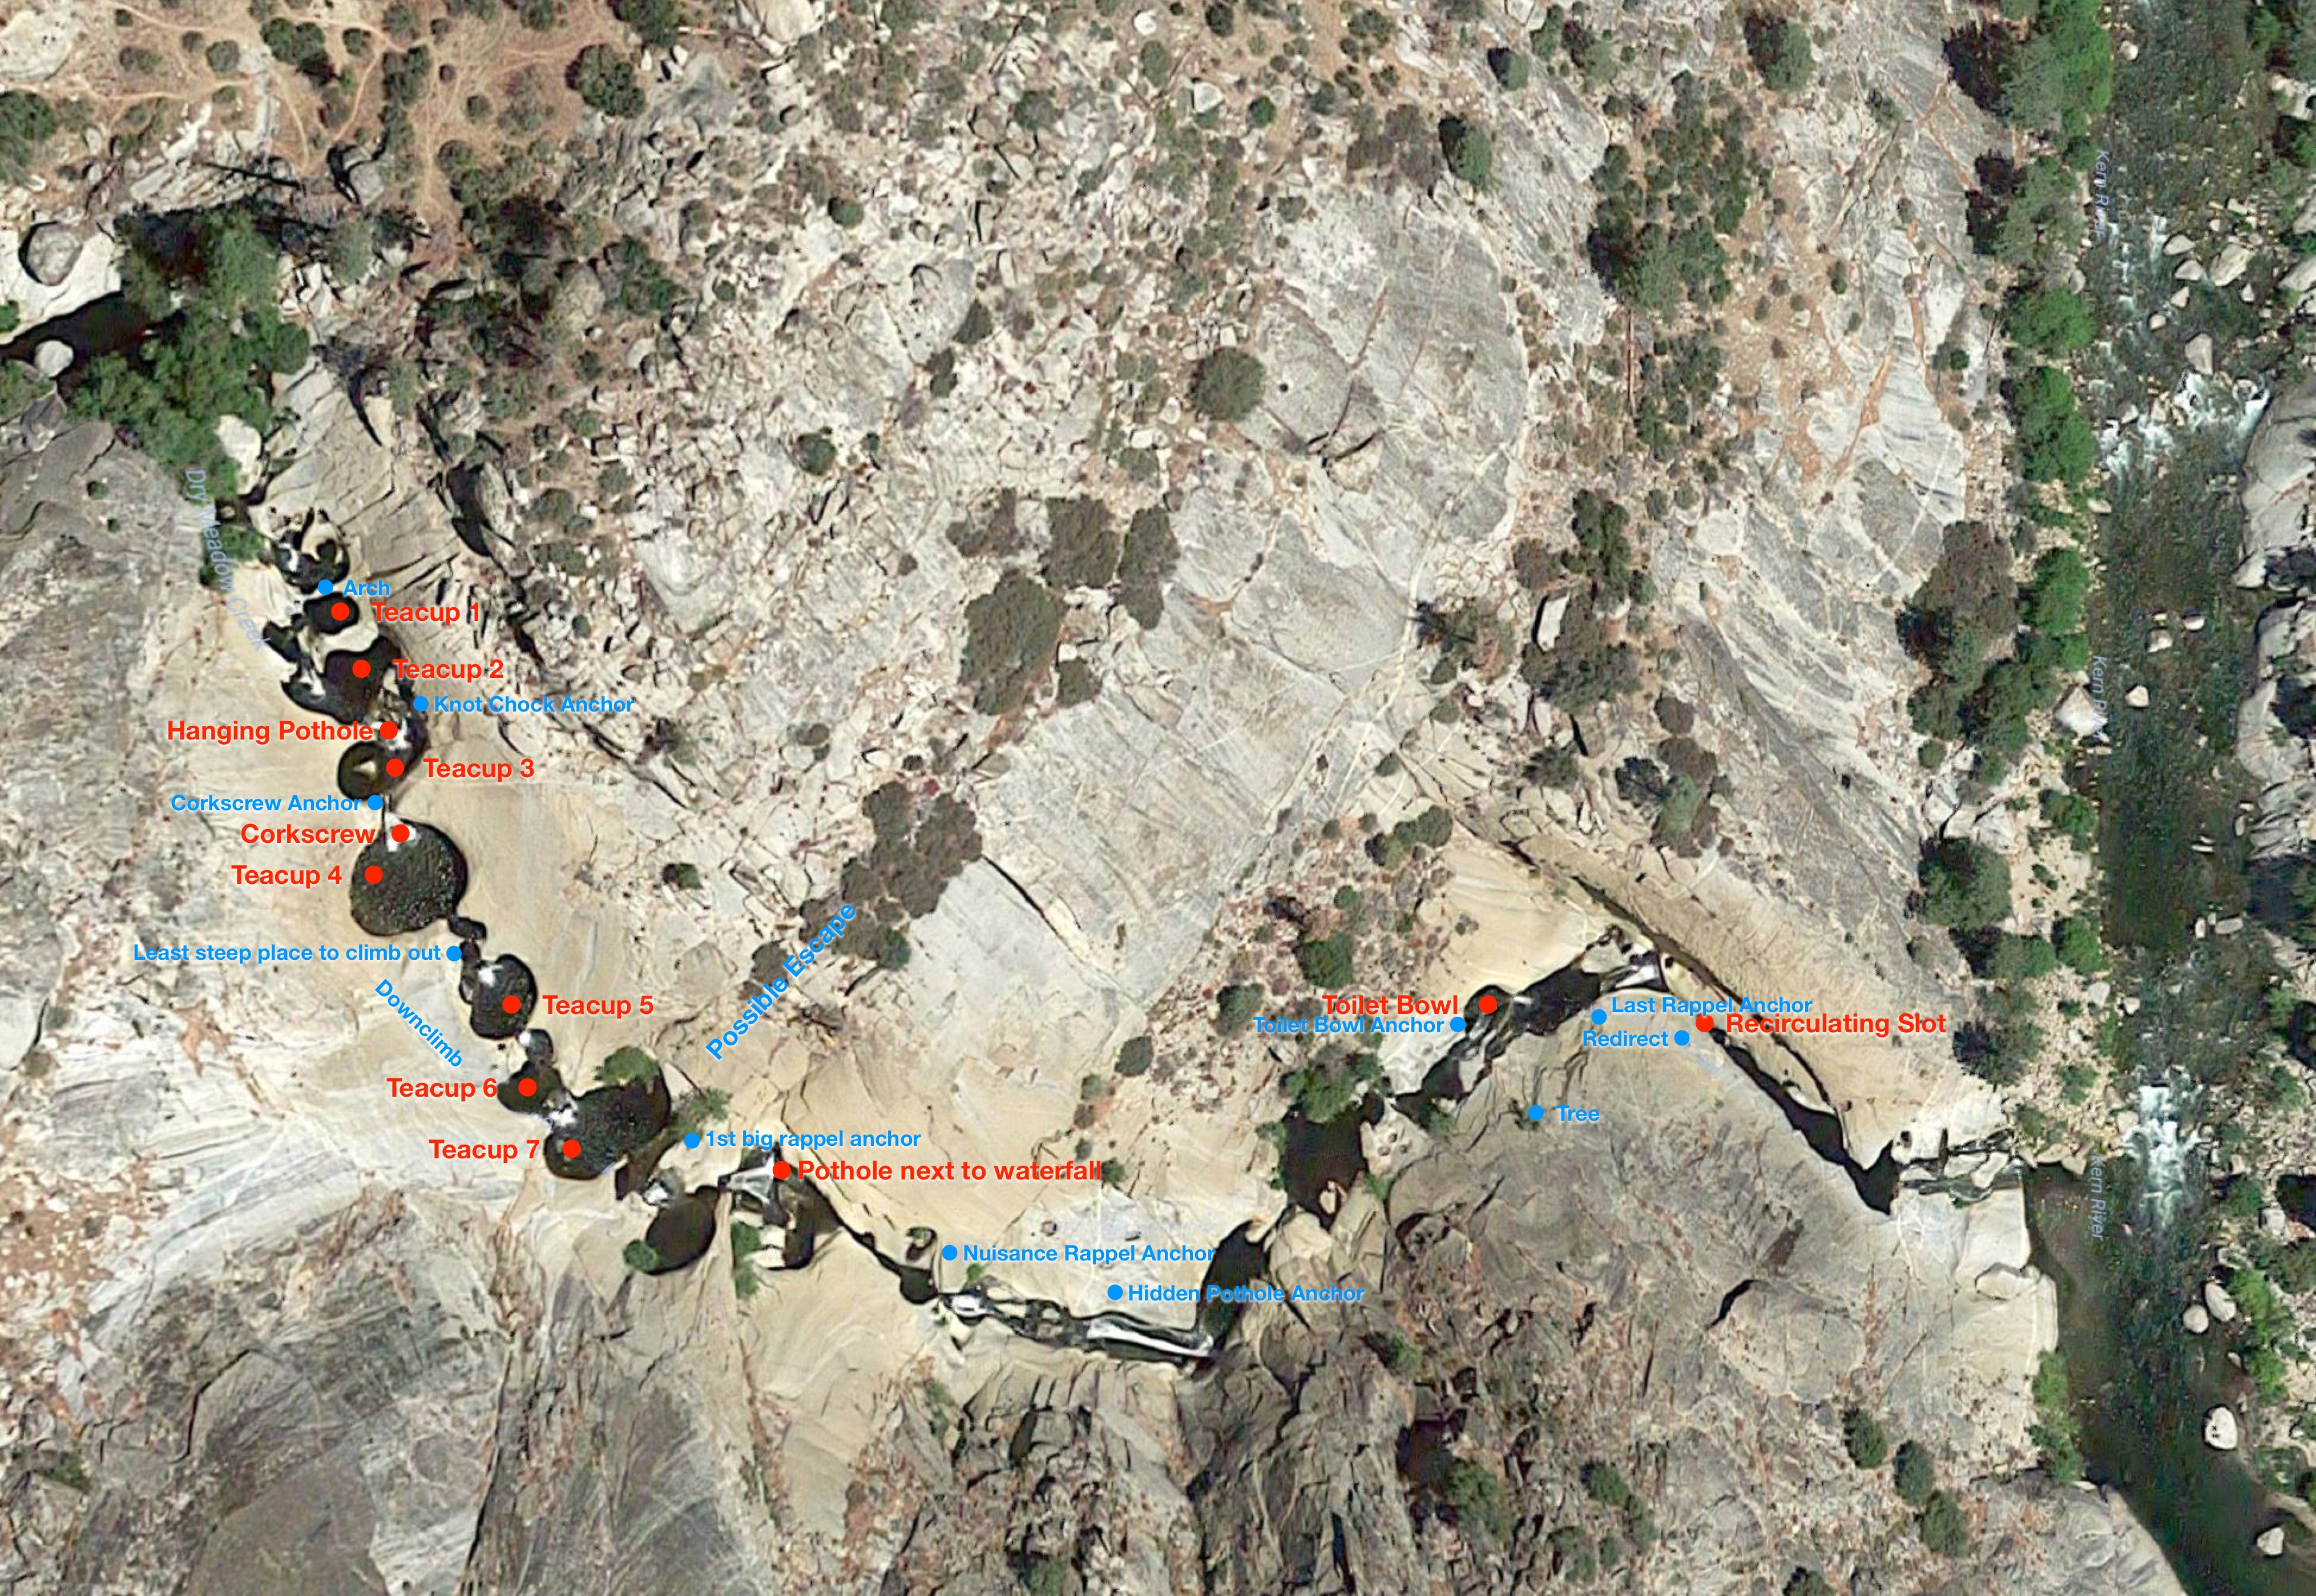 Kern River
Dry Meadow Creek
Arch
Teacup 1
Teacup 2
Knot Chock Anchor
Kern River
Hanging Pothole
Teacup 3
Corkscrew Anchor
Corkscrew
Teacup 4
Possible Escape
Least steep place to climb out
Downclimb
Teacup 5
Toilet Bowl
Last Rappel Anchor
Toilet Bowl Anchor
Recirculating Slot
Redirect
Teacup 6
Tree
1st big rappel anchor
Teacup 7
Pothole next to waterfall
Kern River
Nuisance Rappel Anchor
Hidden Pothole Anchor